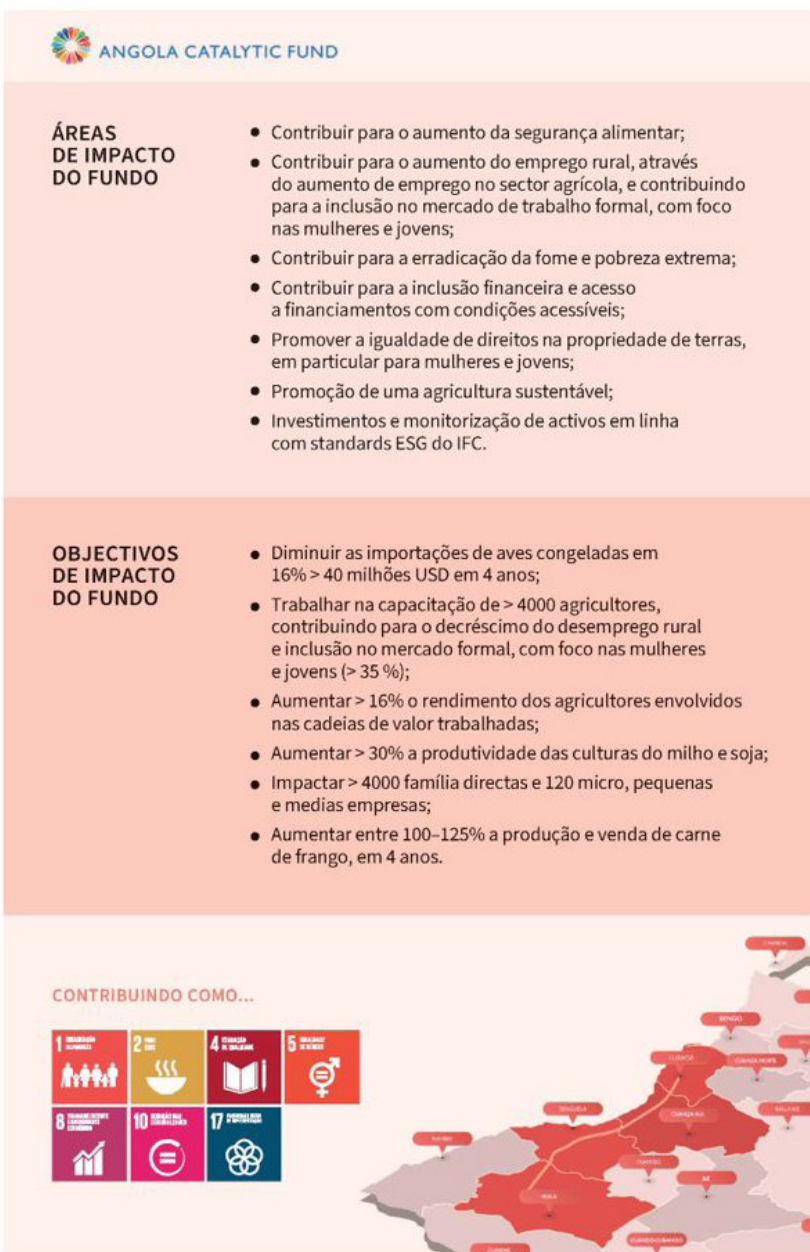 ANGOLA CATALYTIC FUND
ÁREAS
DE IMPACTO
DO FUNDO
● Contribuir para o aumento da segurança alimentar;
● Contribuir para o aumento do emprego rural, através
do aumento de emprego no sector agrícola, e contribuindo
para a inclusão no mercado de trabalho formal, com foco
nas mulheres e jovens;
● Contribuir para a erradicação da fome e pobreza extrema;
● Contribuir para a inclusão financeira e acesso
a financiamentos com condições acessíveis;
● Promover a igualdade de direitos na propriedade de terras,
em particular para mulheres e jovens;
● Promoção de uma agricultura sustentável;
● Investimentos e monitorização de activos em linha
com standards ESG do IFC.
OBJECTIVOS
DE IMPACTO
DO FUNDO
● Diminuir as importações de aves congeladas em
16% > 40 milhões USD em 4 anos;
● Trabalhar na capacitação de > 4000 agricultores,
contribuindo para o decréscimo do desemprego rural
e inclusão no mercado formal, com foco nas mulheres
e jovens (> 35 %);
● Aumentar > 16% o rendimento dos agricultores envolvidos
nas cadeias de valor trabalhadas;
● Aumentar > 30% a produtividade das culturas do milho e soja;
● Impactar > 4000 família directas e 120 micro, pequenas
e medias empresas;
● Aumentar entre 100–125% a produção e venda de carne
de frango, em 4 anos.
CONTRIBUINDO COMO...
1
2
4
5
8
10
17
BENGO
LUANDA
CUANZA NORTE
BENGUELA
CUANZA SUL
MALANJE
NAMIBE
HUAMBO
BIÉ
HUÍLA
CUANDO CUBANGO
CUNENE